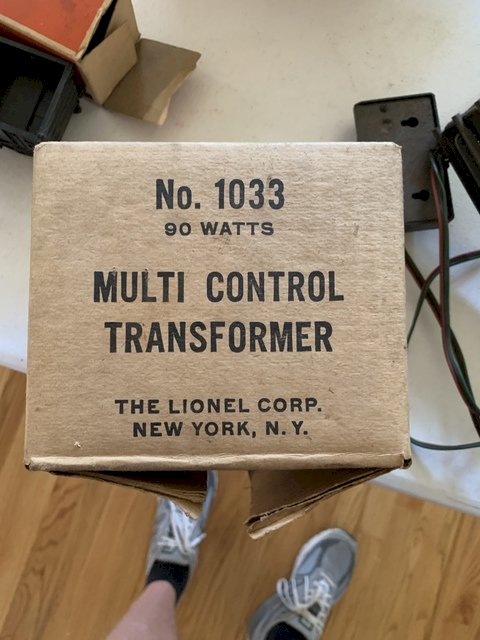 No. 1033
90 WATTS
MULTI CONTROL
TRANSFORMER
THE LIONEL CORP.
NEW YORK, N. Y.